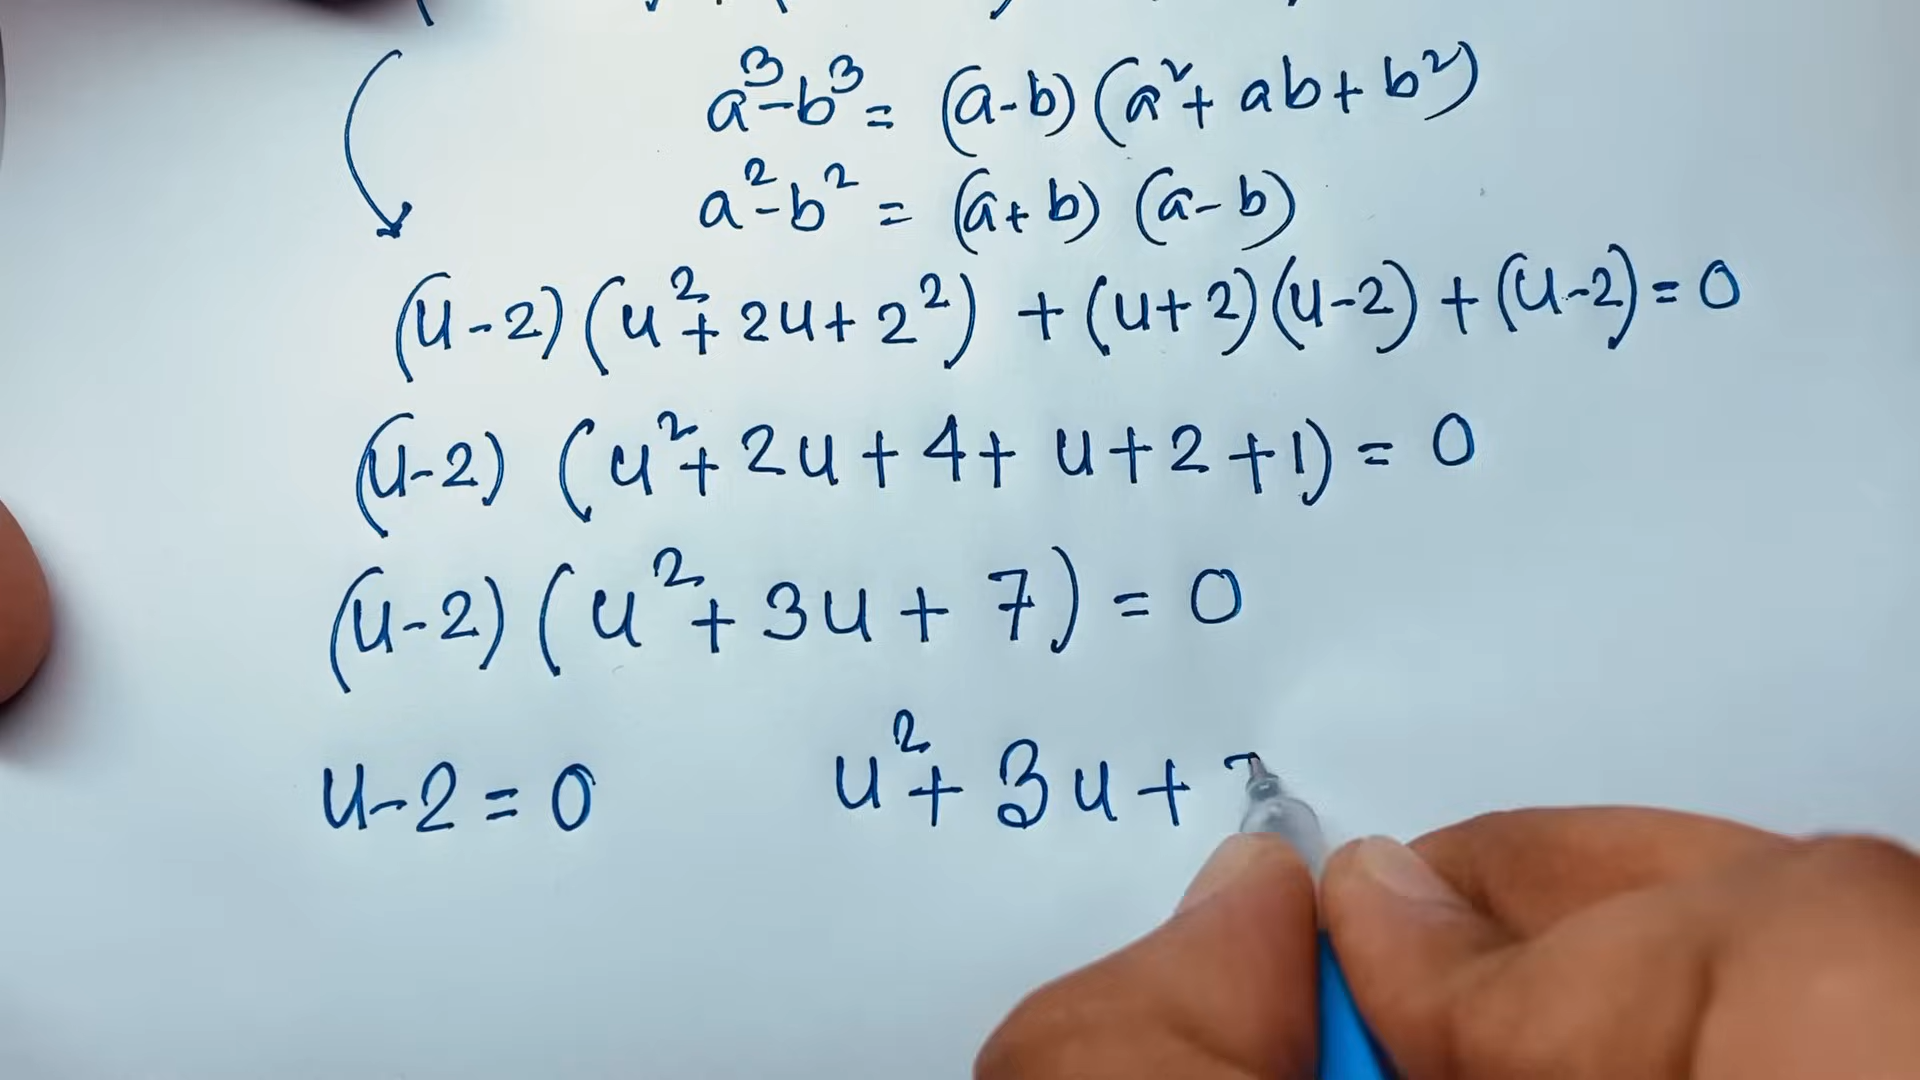 a³-b³ = (a-b)(a²+ ab + b²)
a²-b² = (a+b) (a-b)
(u-2)(u²+2u+2²) + (u+2)(u-2) + (u-2) = 0
(u-2) (u²+2u+4+ u+2+1) = 0
(u-2)(u²+3u+7) = 0
u-2=0 u²+3u+